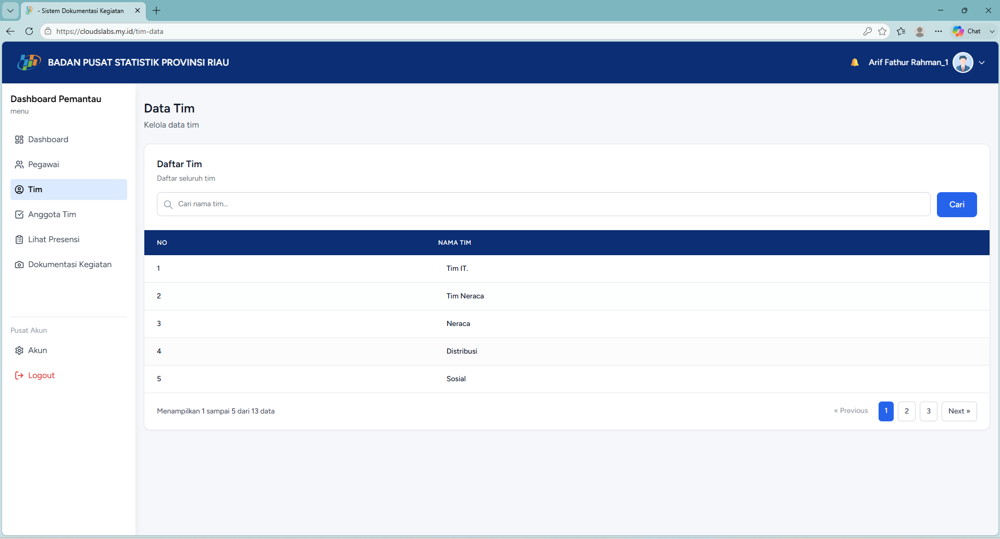 - Sistem Dokumentasi Kegiatan
https://cloudslabs.my.id/tim-data
Chat
BADAN PUSAT STATISTIK PROVINSI RIAU
Arif Fathur Rahman_1
Dashboard Pemantau
menu
Dashboard
Pegawai
Tim
Anggota Tim
Lihat Presensi
Dokumentasi Kegiatan
Pusat Akun
Akun
Logout
Data Tim
Kelola data tim
Daftar Tim
Daftar seluruh tim
Cari nama tim...
Cari
NO NAMA TIM
1 Tim IT.
2 Tim Neraca
3 Neraca
4 Distribusi
5 Sosial
Menampilkan 1 sampai 5 dari 13 data
« Previous 1 2 3 Next »